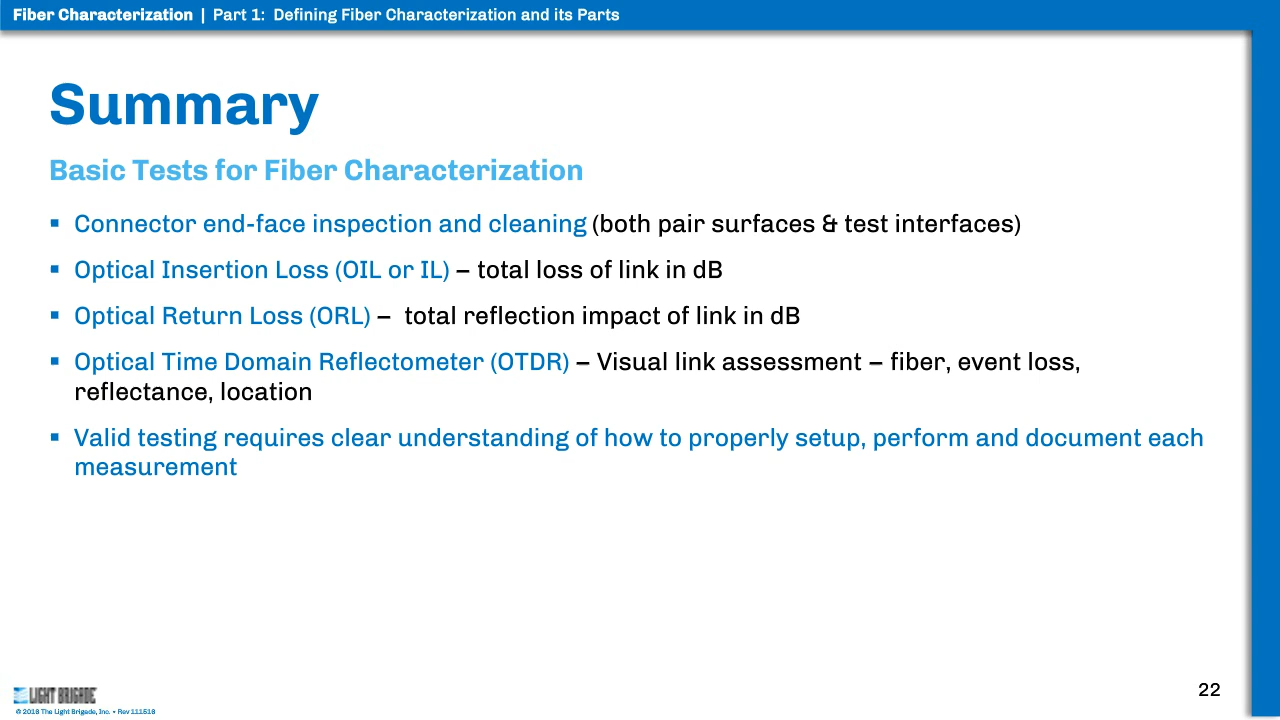 Fiber Characterization | Part 1: Defining Fiber Characterization and its Parts
Summary
Basic Tests for Fiber Characterization
▪ Connector end-face inspection and cleaning (both pair surfaces & test interfaces)
▪ Optical Insertion Loss (OIL or IL) – total loss of link in dB
▪ Optical Return Loss (ORL) – total reflection impact of link in dB
▪ Optical Time Domain Reflectometer (OTDR) – Visual link assessment – fiber, event loss,
reflectance, location
▪ Valid testing requires clear understanding of how to properly setup, perform and document each
measurement
LIGHT BRIGADE
© 2018 The Light Brigade, Inc. • Rev 111518
22